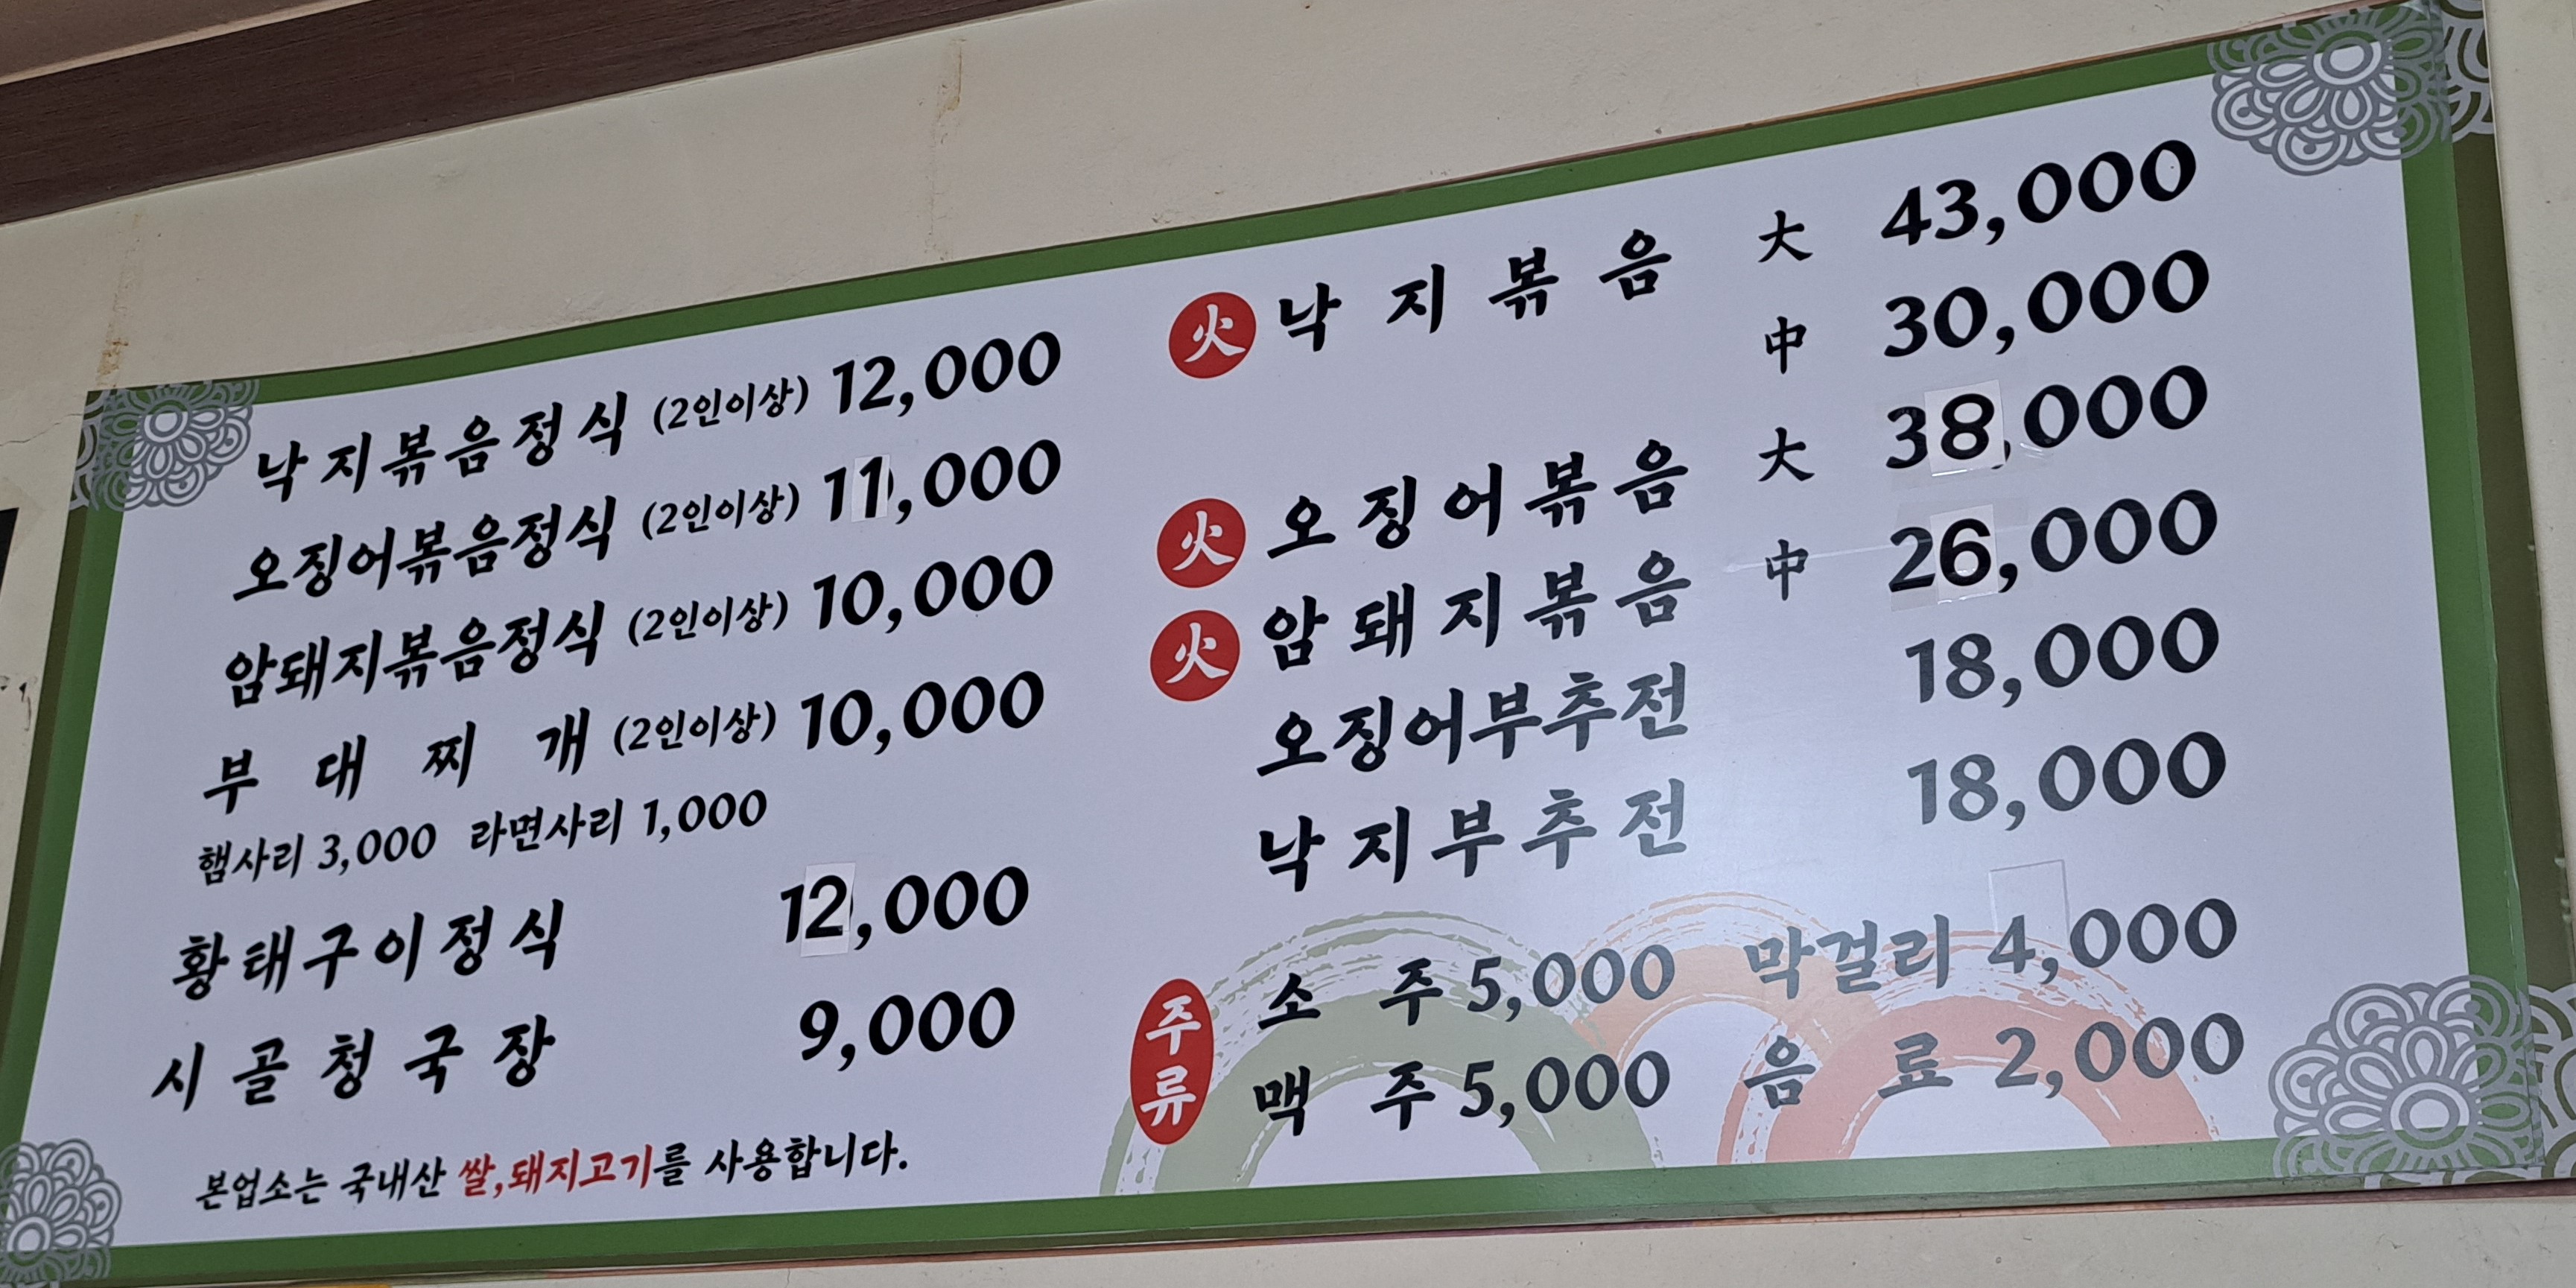 낙지볶음정식 (2인이상) 12,000
오징어볶음정식 (2인이상) 11,000
암돼지볶음정식 (2인이상) 10,000
부대찌개 (2인이상) 10,000
햄사리 3,000 라면사리 1,000
황태구이정식 12,000
시골청국장 9,000
본업소는 국내산 쌀,돼지고기를 사용합니다.
火 낙지볶음 大 43,000
中 30,000
火 오징어볶음 大 38,000
火 암돼지볶음 中 26,000
오징어부추전 18,000
낙지부추전 18,000
주류
소주 5,000 막걸리 4,000
맥주 5,000 음료 2,000